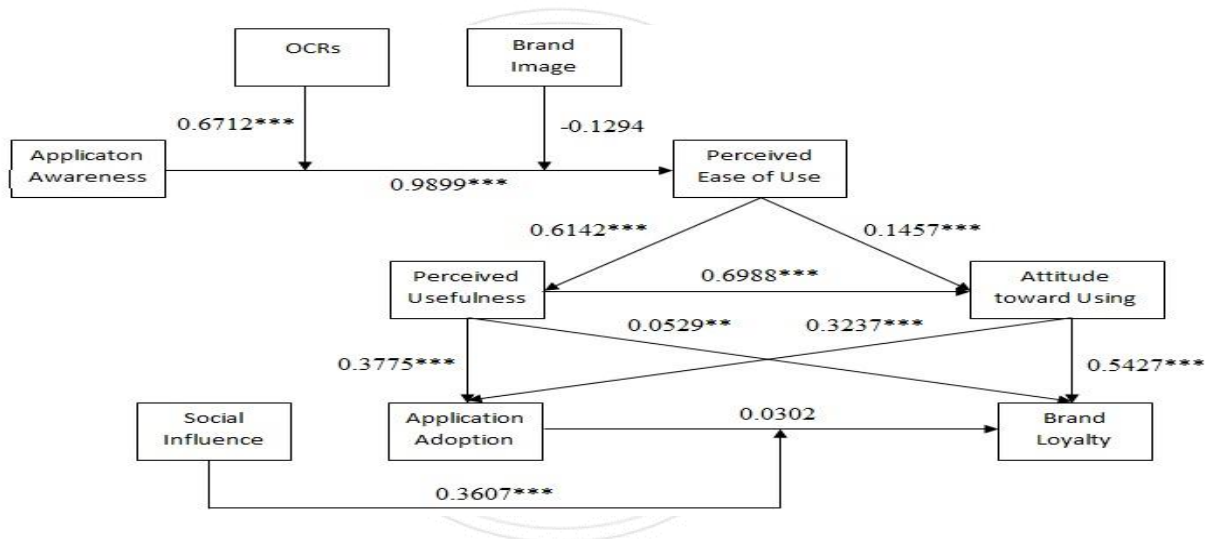 OCRs
Brand
Image
0.6712***
-0.1294
Applicaton
Awareness
0.9899***
Perceived
Ease of Use
0.6142***
0.1457***
Perceived
Usefulness
0.6988***
Attitude
toward Using
0.0529**
0.3237***
0.3775***
0.5427***
Social
Influence
Application
Adoption
0.0302
Brand
Loyalty
0.3607***